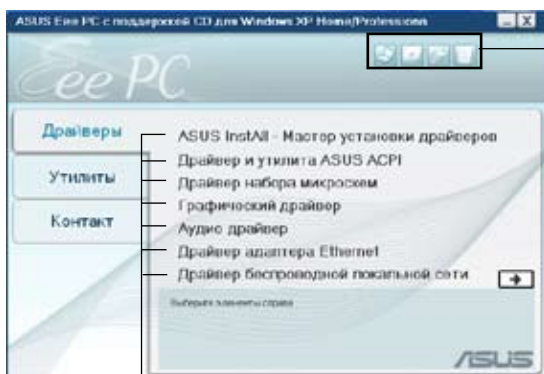 ASUS Eee PC с поддержкой CD для Windows XP Home/Professionn
Eee PC
Драйверы
Утилиты
Контакт
ASUS InstAll - Мастор установки драйверов
Драйвер и утилита ASUS ACPI
Драйвер набора микросхем
Графический драйвер
Аудио драйвер
Драйвер адаптера Ethernet
Драйвер беспроводной локальной сети
Выберите элементы справа
ASUS